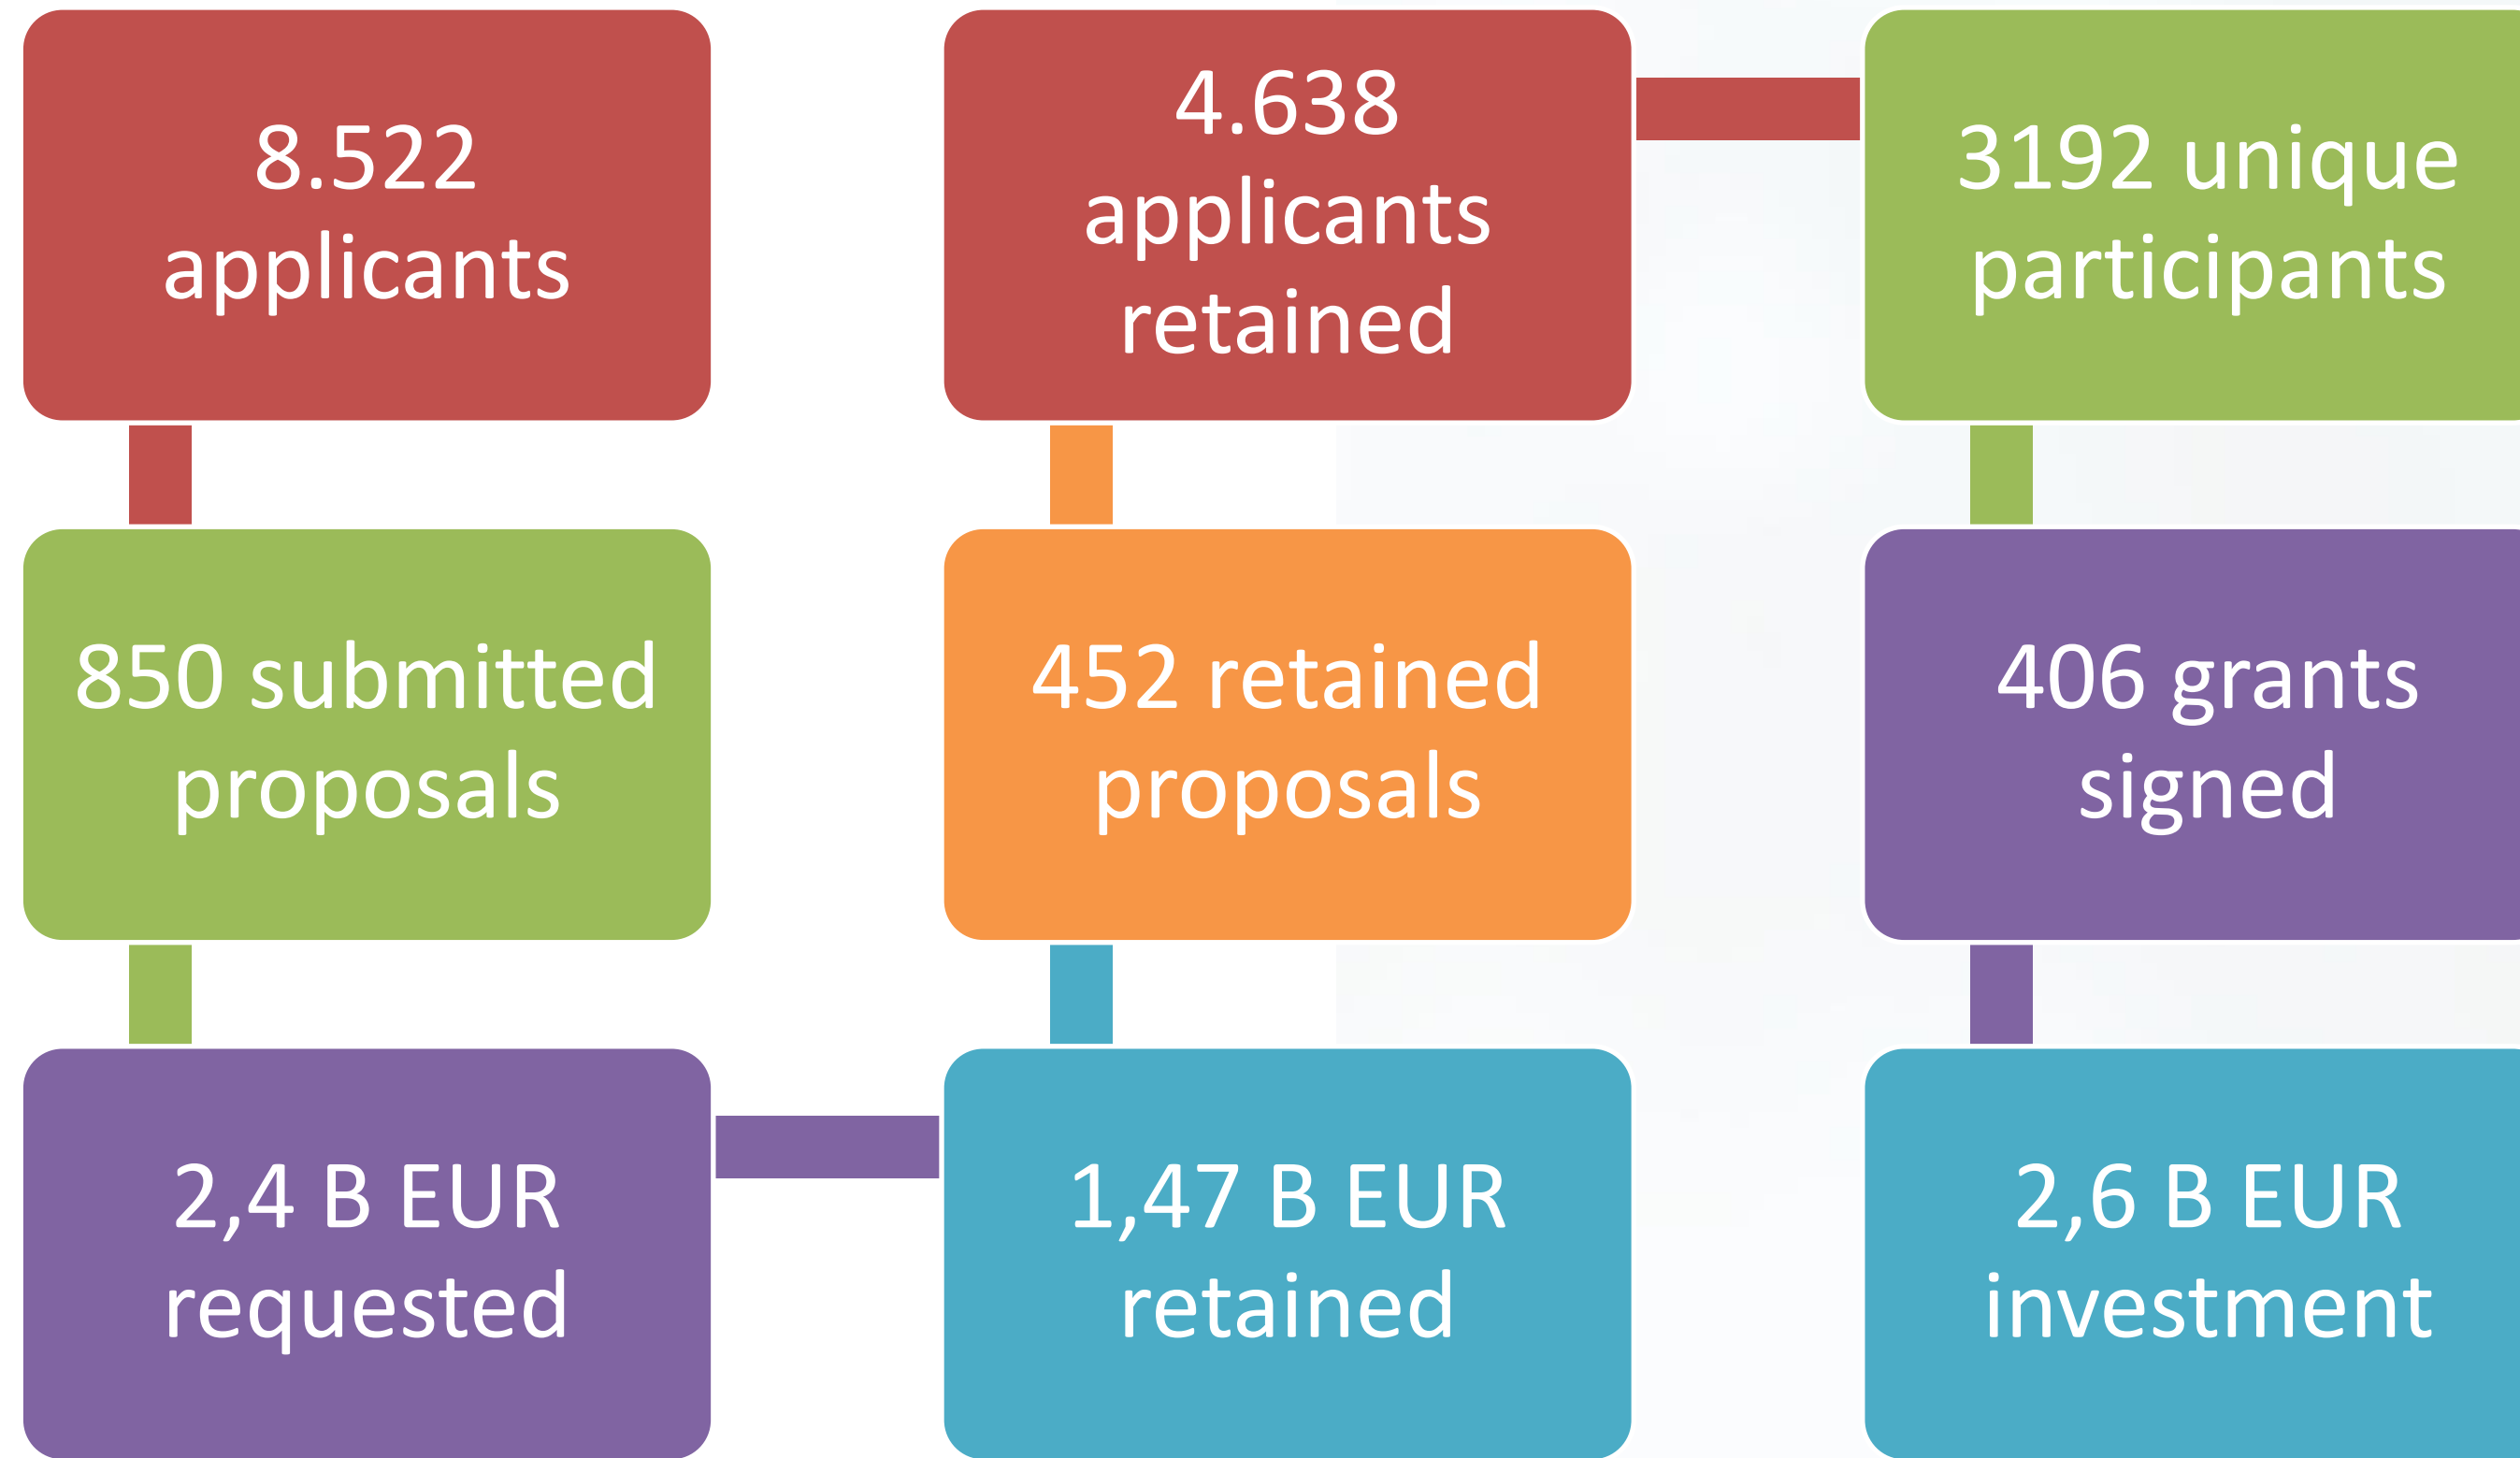 8.522
applicants
850 submitted
proposals
2,4 B EUR
requested
1,47 B EUR
retained
452 retained
proposals
4.638
applicants
retained
3192 unique
participants
406 grants
signed
2,6 B EUR
investment